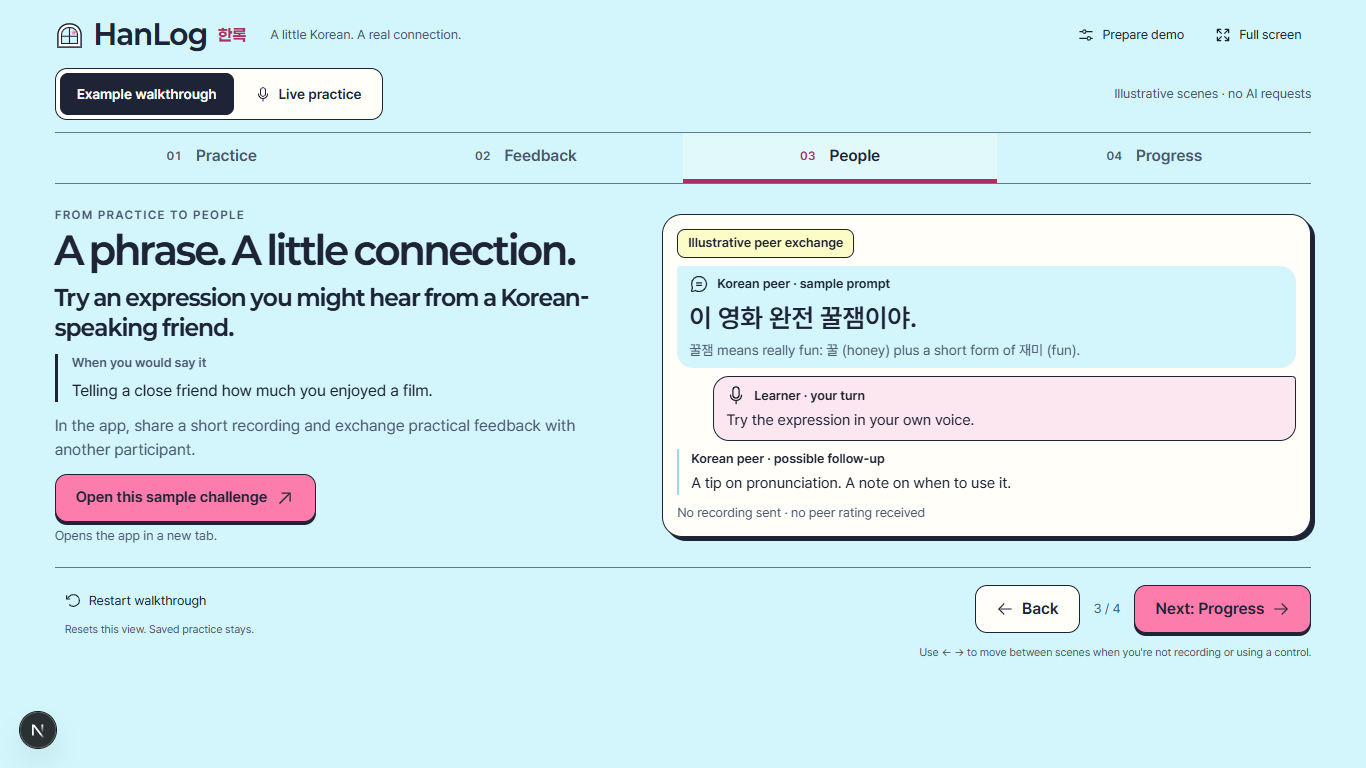 HanLog 한록 A little Korean. A real connection.
Prepare demo Full screen
Example walkthrough Live practice
Illustrative scenes · no AI requests
01 Practice 02 Feedback 03 People 04 Progress
FROM PRACTICE TO PEOPLE
A phrase. A little connection.
Try an expression you might hear from a Korean-
speaking friend.
When you would say it
Telling a close friend how much you enjoyed a film.
In the app, share a short recording and exchange practical feedback with
another participant.
Open this sample challenge
Opens the app in a new tab.
Illustrative peer exchange
Korean peer · sample prompt
이 영화 완전 꿀잼이야.
꿀잼 means really fun: 꿀 (honey) plus a short form of 재미 (fun).
Learner · your turn
Try the expression in your own voice.
Korean peer · possible follow-up
A tip on pronunciation. A note on when to use it.
No recording sent · no peer rating received
Restart walkthrough
Resets this view. Saved practice stays.
← Back 3 / 4 Next: Progress →
Use ← → to move between scenes when you're not recording or using a control.
N